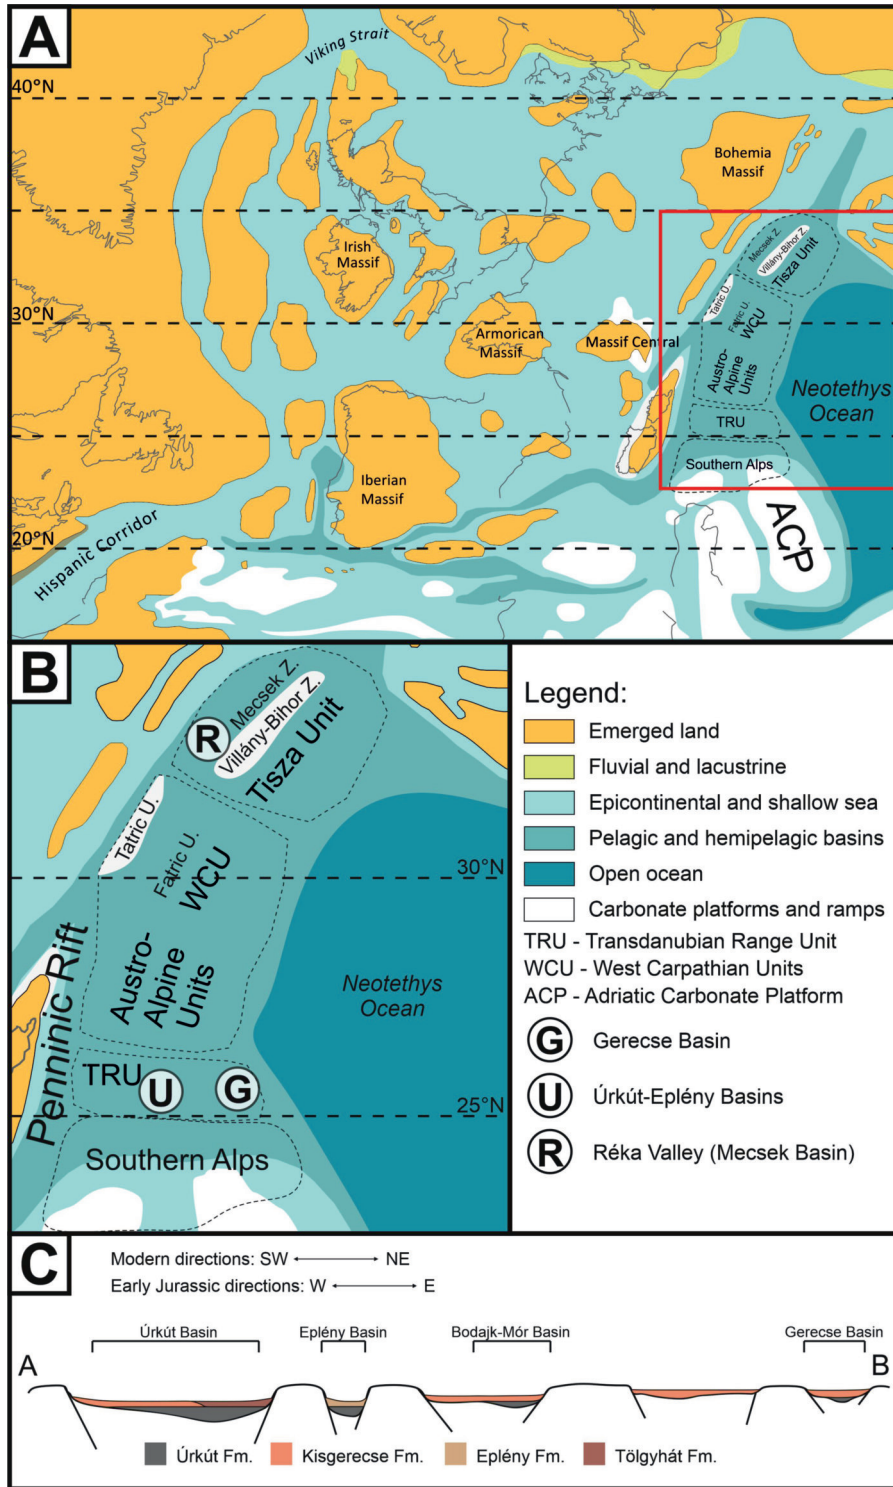 A
Viking Strait
40°N
Bohemia
Massif
Irish
Massif
Mecsek Z.
Villány-Bihor Z.
Tisza Unit
30°N
Tatric U.
Fatric U.
WCU
Armorican
Massif
Massif Central
Austro-
Alpine
Units
Neotethys
Ocean
TRU
Southern Alps
Iberian
Massif
20°N
Hispanic Corridor
ACP
B
R
Mecsek Z.
Villány-Bihor Z.
Tisza Unit
Tatric U.
Fatric U.
WCU
30°N
Penninic Rift
Austro-
Alpine
Units
Neotethys
Ocean
TRU
U
G
25°N
Southern Alps
Legend:
Emerged land
Fluvial and lacustrine
Epicontinental and shallow sea
Pelagic and hemipelagic basins
Open ocean
Carbonate platforms and ramps
TRU - Transdanubian Range Unit
WCU - West Carpathian Units
ACP - Adriatic Carbonate Platform
G Gerecse Basin
U Úrkút-Eplény Basins
R Réka Valley (Mecsek Basin)
C
Modern directions: SW NE
Early Jurassic directions: W E
Úrkút Basin Eplény Basin Bodajk-Mór Basin Gerecse Basin
A B
Úrkút Fm. Kisgerecse Fm. Eplény Fm. Tölgyhát Fm.